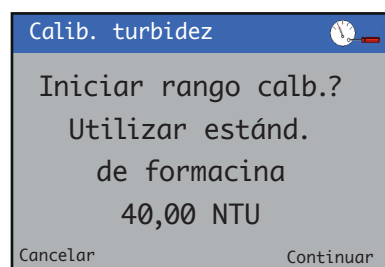 Calib. turbidez
Iniciar rango calb.?
Utilizar estánd.
de formacina
40,00 NTU
Cancelar Continuar